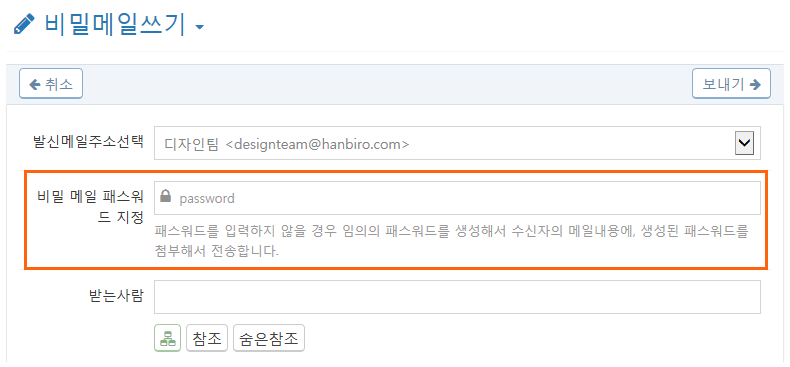 비밀메일쓰기
취소
보내기
발신메일주소선택
디자인팀 <designteam@hanbiro.com>
비밀 메일 패스워
드 지정
password
패스워드를 입력하지 않을 경우 임의의 패스워드를 생성해서 수신자의 메일내용에, 생성된 패스워드를
첨부해서 전송합니다.
받는사람
참조 숨은참조